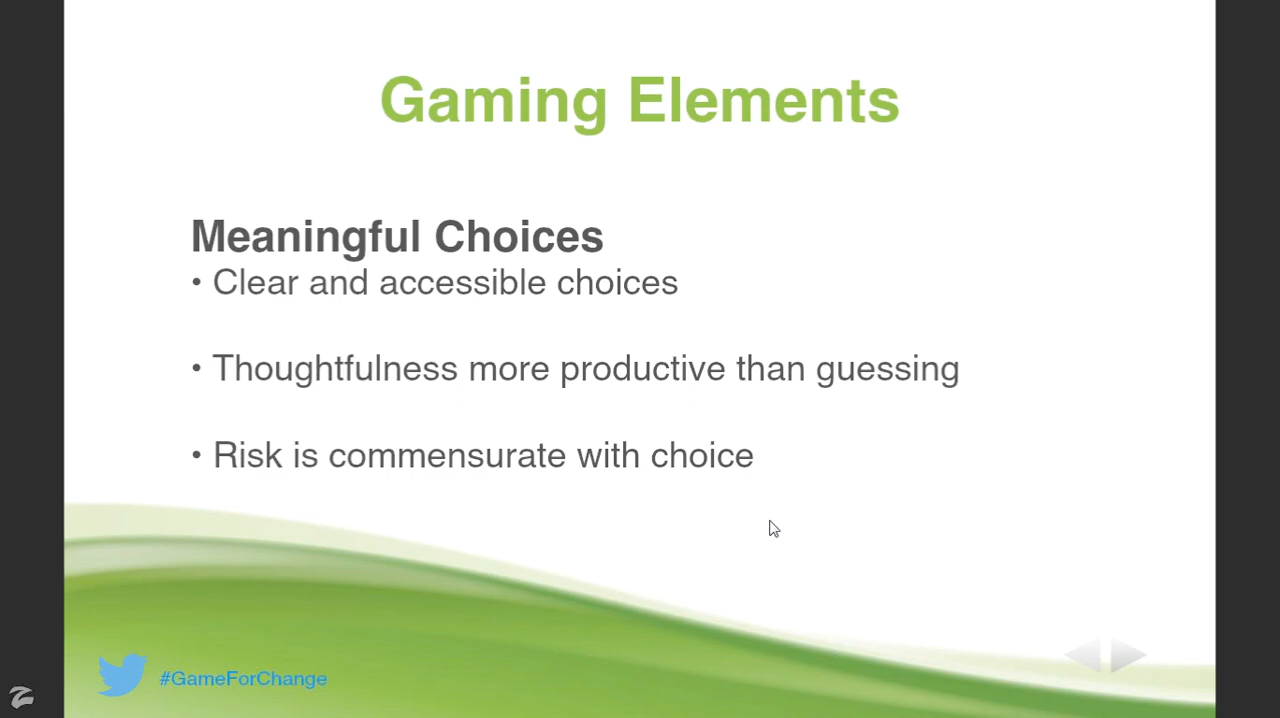 Gaming Elements
Meaningful Choices
• Clear and accessible choices
• Thoughtfulness more productive than guessing
• Risk is commensurate with choice
#GameForChange